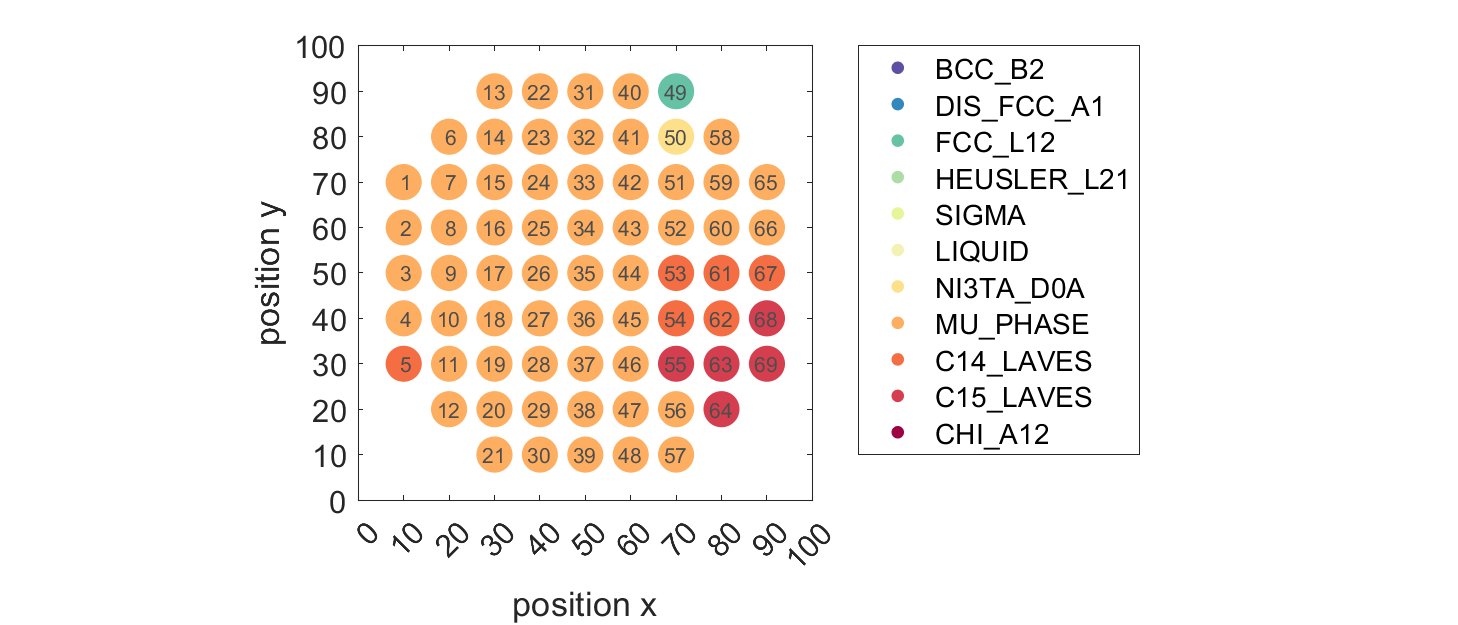 100
90
80
70
60
50
40
30
20
10
0
position y
13 22 31 40 49
6 14 23 32 41 50 58
1 7 15 24 33 42 51 59 65
2 8 16 25 34 43 52 60 66
3 9 17 26 35 44 53 61 67
4 10 18 27 36 45 54 62 68
5 11 19 28 37 46 55 63 69
12 20 29 38 47 56 64
21 30 39 48 57
0 10 20 30 40 50 60 70 80 90 100
position x
BCC_B2
DIS_FCC_A1
FCC_L12
HEUSLER_L21
SIGMA
LIQUID
NI3TA_D0A
MU_PHASE
C14_LAVES
C15_LAVES
CHI_A12